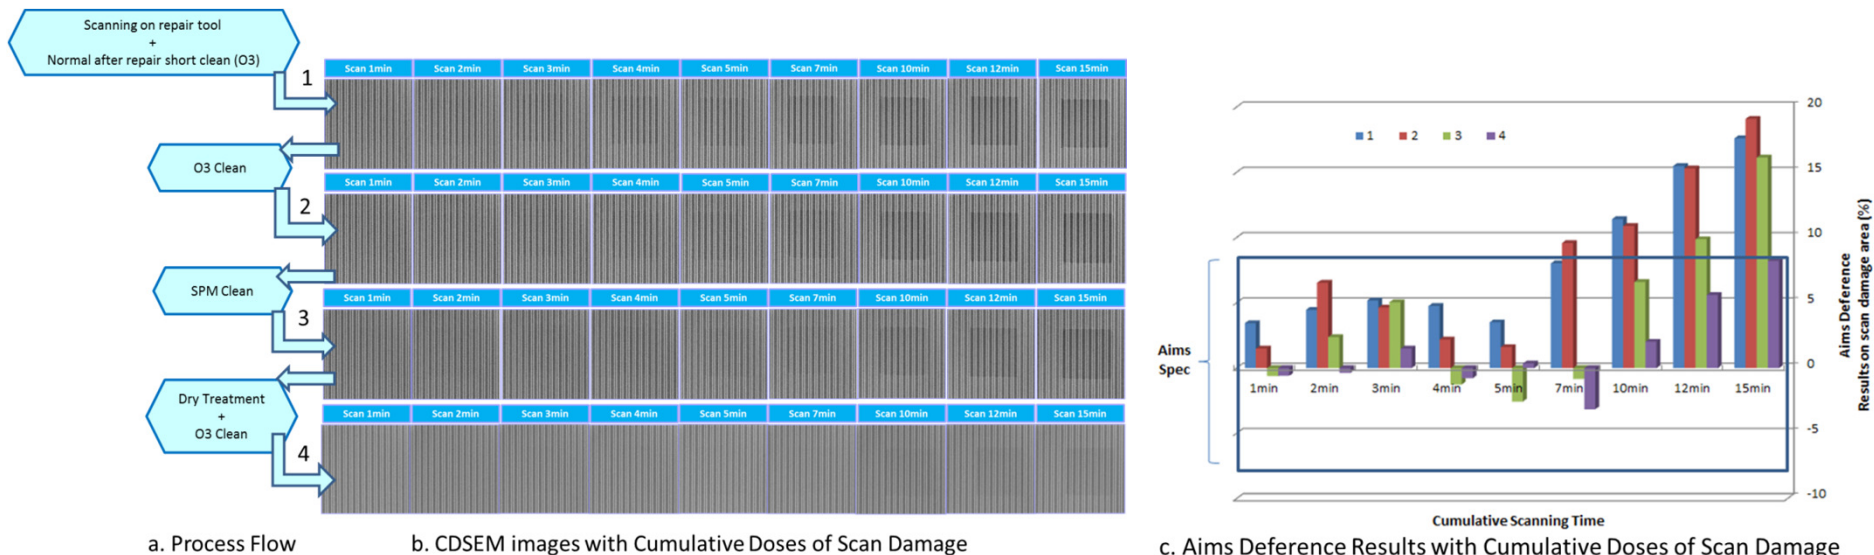 Scanning on repair tool
+
Normal after repair short clean (O3)
1
Scan 1min Scan 2min Scan 3min Scan 4min Scan 5min Scan 7min Scan 10min Scan 12min Scan 15min
O3 Clean
2
Scan 1min Scan 2min Scan 3min Scan 4min Scan 5min Scan 7min Scan 10min Scan 12min Scan 15min
SPM Clean
3
Scan 1min Scan 2min Scan 3min Scan 4min Scan 5min Scan 7min Scan 10min Scan 12min Scan 15min
Dry Treatment
+
O3 Clean
4
Scan 1min Scan 2min Scan 3min Scan 4min Scan 5min Scan 7min Scan 10min Scan 12min Scan 15min
1 2 3 4
20
15
10
5
0
-5
-10
Aims Deference
Results on scan damage area (%)
Aims
Spec
1min 2min 3min 4min 5min 7min 10min 12min 15min
Cumulative Scanning Time
a. Process Flow
b. CDSEM images with Cumulative Doses of Scan Damage
c. Aims Deference Results with Cumulative Doses of Scan Damage